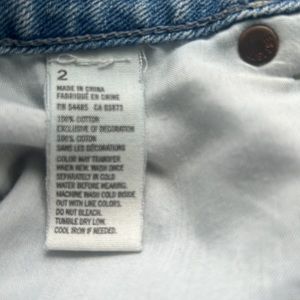 2
MADE IN CHINA
FABRIQUÉ EN CHINE
RN 54485 CA 03873
100% COTTON
EXCLUSIVE OF DECORATION
100% COTON
SANS LES DÉCORATIONS
COLOR MAY TRANSFER
WHEN NEW. WASH ONCE
SEPARATELY IN COLD
WATER BEFORE WEARING.
MACHINE WASH COLD INSIDE
OUT WITH LIKE COLORS.
DO NOT BLEACH.
TUMBLE DRY LOW.
COOL IRON IF NEEDED.